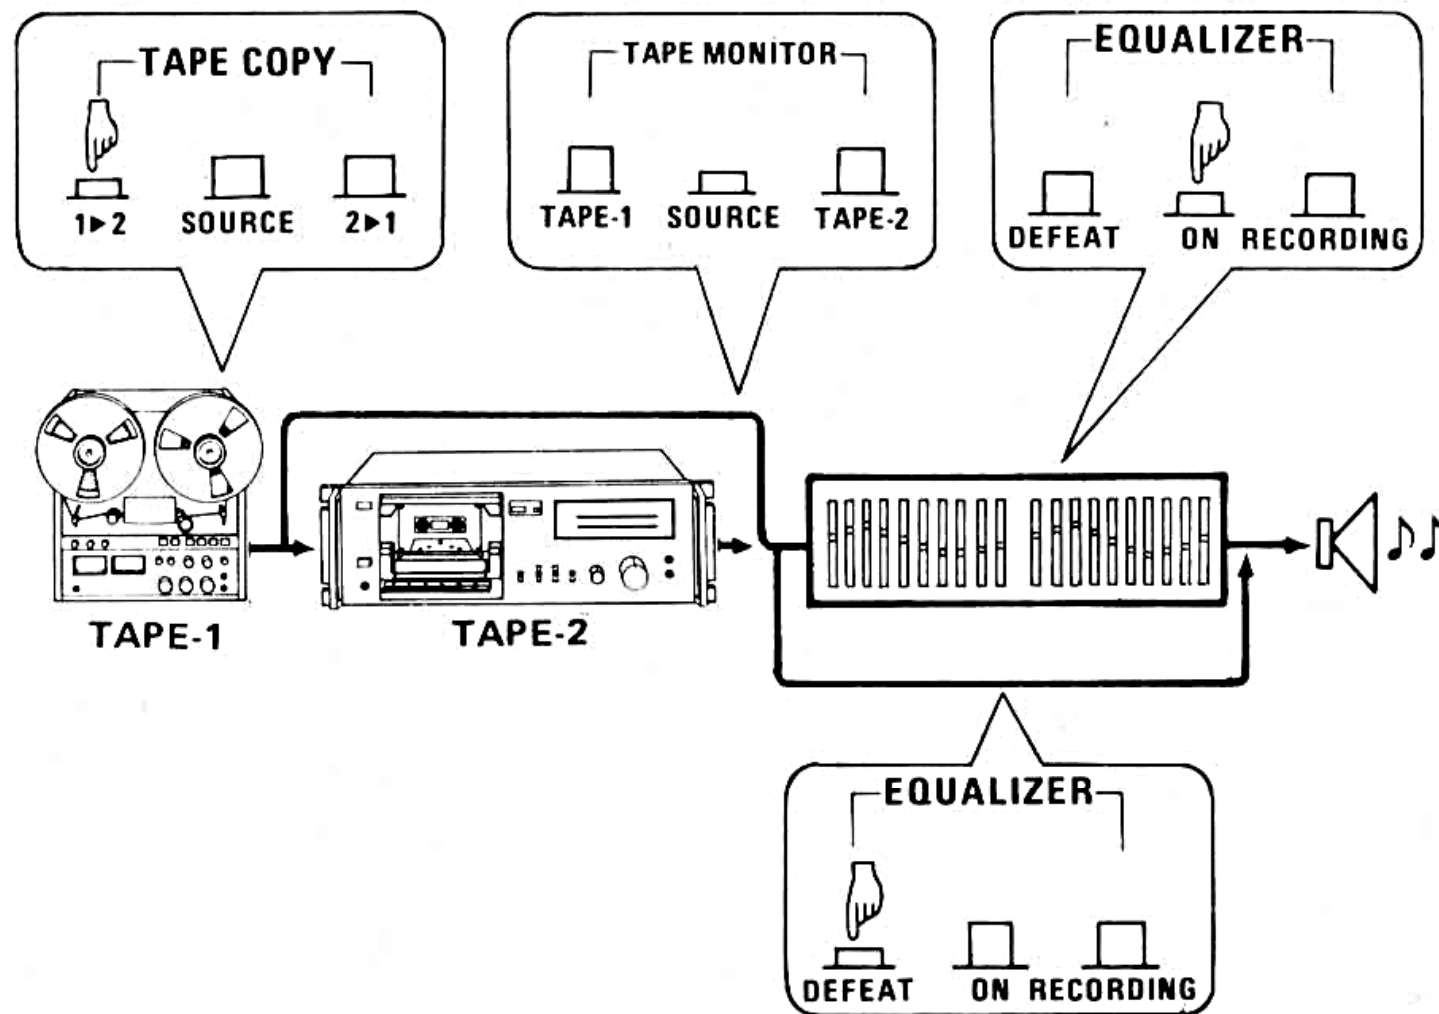 TAPE COPY
1▶2 SOURCE 2▶1
TAPE MONITOR
TAPE-1 SOURCE TAPE-2
EQUALIZER
DEFEAT ON RECORDING
TAPE-1
TAPE-2
EQUALIZER
DEFEAT ON RECORDING